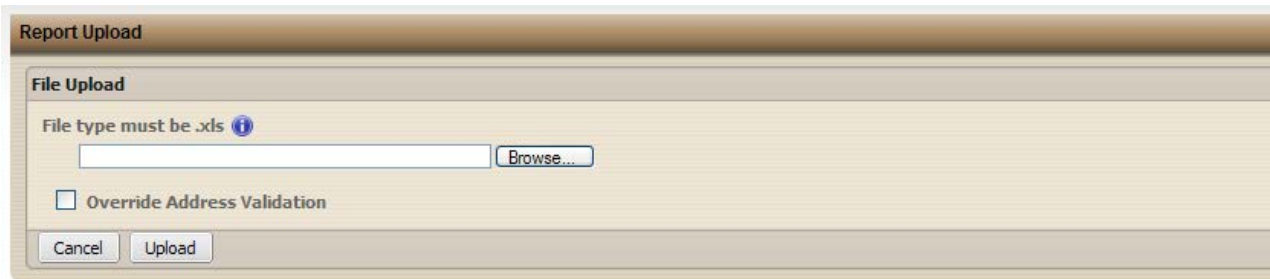 Report Upload
File Upload
File type must be .xls
Browse...
Override Address Validation
Cancel Upload